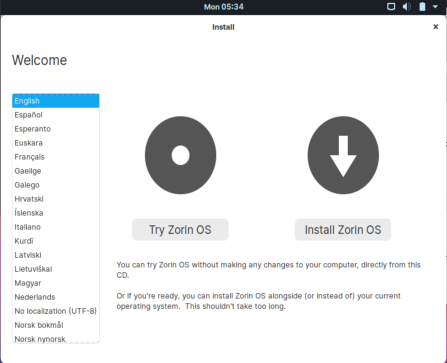 Mon 05:34
Install
Welcome
English
Español
Esperanto
Euskara
Français
Gaeilge
Galego
Hrvatski
Íslenska
Italiano
Kurdî
Latviski
Lietuviškai
Magyar
Nederlands
No localization (UTF-8)
Norsk bokmål
Norsk nynorsk
Try Zorin OS
Install Zorin OS
You can try Zorin OS without making any changes to your computer, directly from this
CD.
Or if you're ready, you can install Zorin OS alongside (or instead of) your current
operating system. This shouldn't take too long.